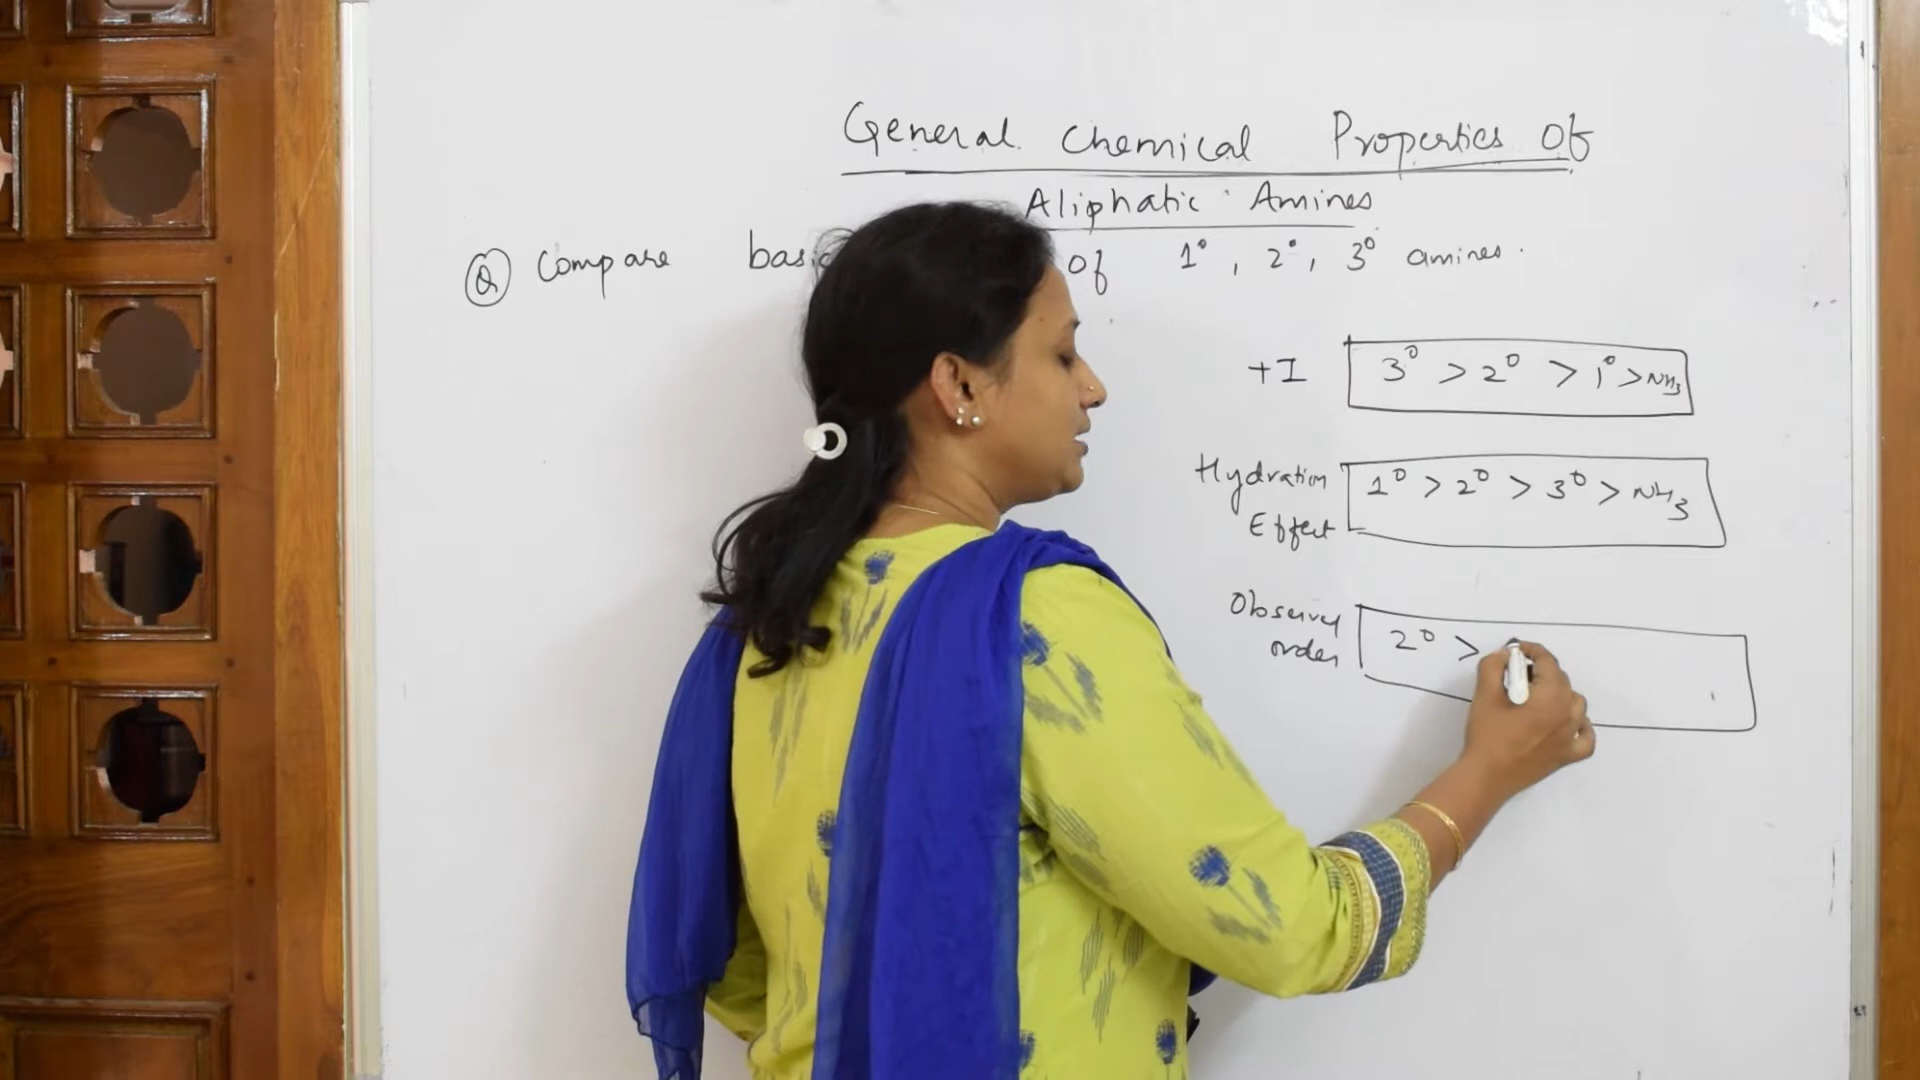 General Chemical Properties Of
Aliphatic Amines
Q Compare of 1°, 2°, 3° amines.
+I 3° > 2° > 1° > NH3
Hydration Effect 1° > 2° > 3° > NH3
Observed order 2° >